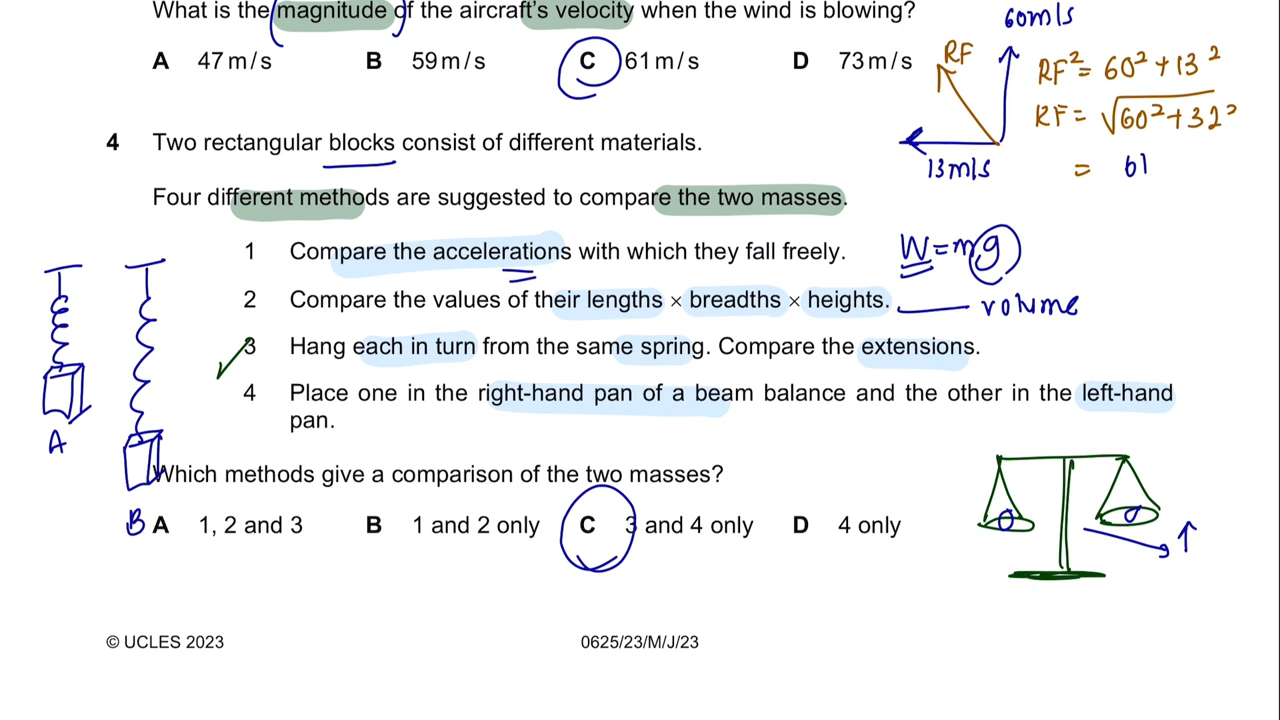 What is the magnitude of the aircraft's velocity when the wind is blowing?
60m/s
A 47 m/s B 59 m/s C 61 m/s D 73 m/s
RF
RF² = 60² + 13²
RF = √60² + 32²
= 61
13m/s
4 Two rectangular blocks consist of different materials.
Four different methods are suggested to compare the two masses.
1 Compare the accelerations with which they fall freely.
W = mg
2 Compare the values of their lengths × breadths × heights.
volume
3 Hang each in turn from the same spring. Compare the extensions.
4 Place one in the right-hand pan of a beam balance and the other in the left-hand
pan.
A
Which methods give a comparison of the two masses?
B
A 1, 2 and 3 B 1 and 2 only C 3 and 4 only D 4 only
© UCLES 2023 0625/23/M/J/23